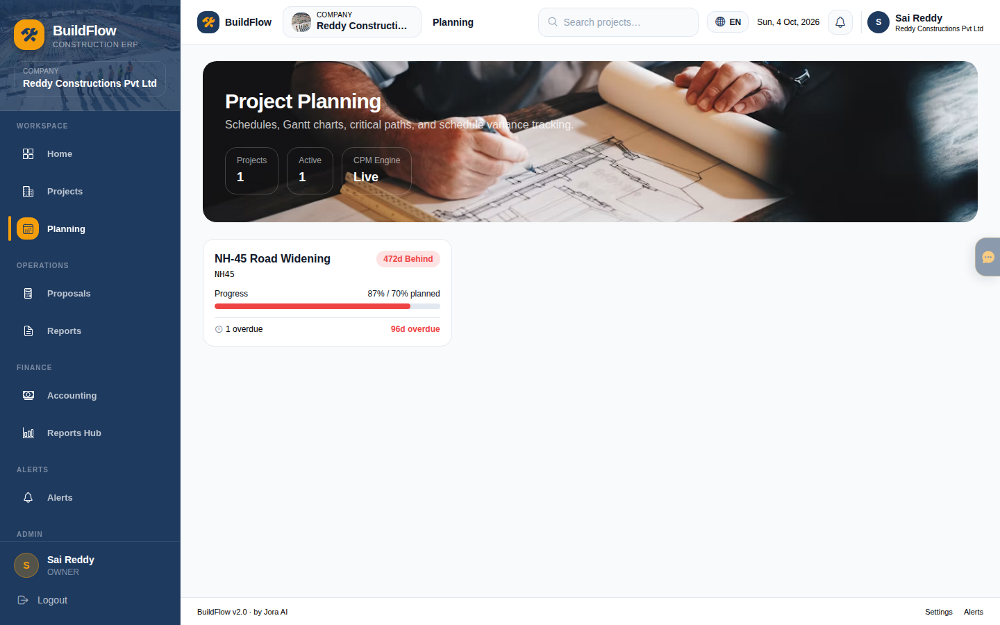 BuildFlow
CONSTRUCTION ERP
COMPANY
Reddy Constructions Pvt Ltd
WORKSPACE
Home
Projects
Planning
OPERATIONS
Proposals
Reports
FINANCE
Accounting
Reports Hub
ALERTS
Alerts
ADMIN
S
Sai Reddy
OWNER
Logout
BuildFlow
COMPANY
Reddy Constructi…
Planning
Search projects…
EN
Sun, 4 Oct, 2026
S
Sai Reddy
Reddy Constructions Pvt Ltd
Project Planning
Schedules, Gantt charts, critical paths, and schedule variance tracking.
Projects
1
Active
1
CPM Engine
Live
NH-45 Road Widening
472d Behind
NH45
Progress
87% / 70% planned
1 overdue
96d overdue
BuildFlow v2.0 · by Jora AI
Settings
Alerts